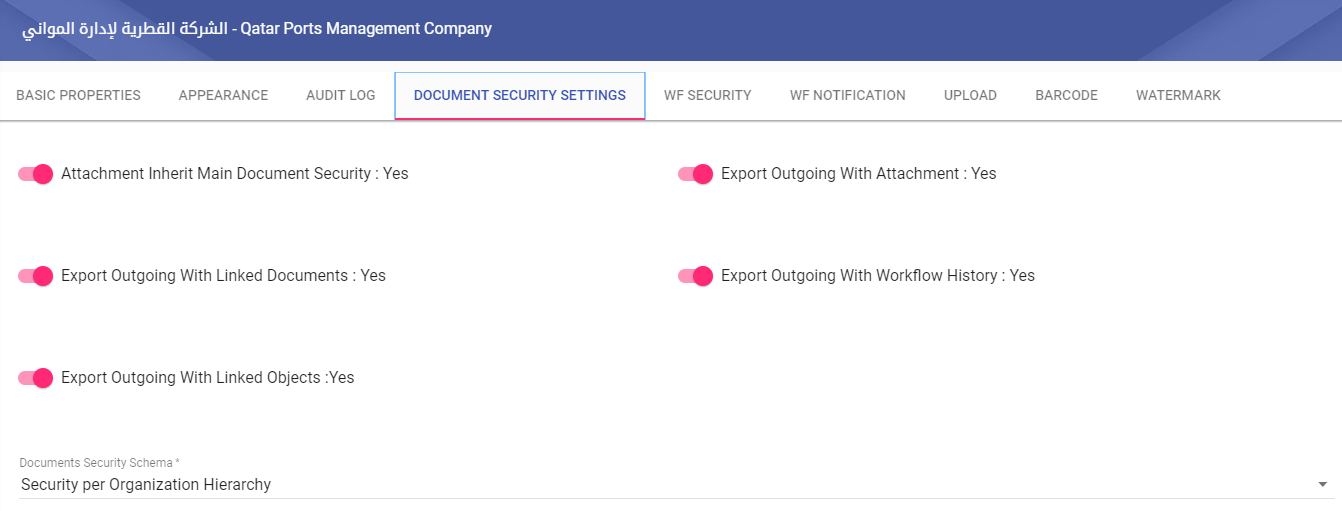 الشركة القطرية لإدارة المواني - Qatar Ports Management Company
BASIC PROPERTIES APPEARANCE AUDIT LOG DOCUMENT SECURITY SETTINGS WF SECURITY WF NOTIFICATION UPLOAD BARCODE WATERMARK
Attachment Inherit Main Document Security : Yes
Export Outgoing With Attachment : Yes
Export Outgoing With Linked Documents : Yes
Export Outgoing With Workflow History : Yes
Export Outgoing With Linked Objects :Yes
Documents Security Schema *
Security per Organization Hierarchy